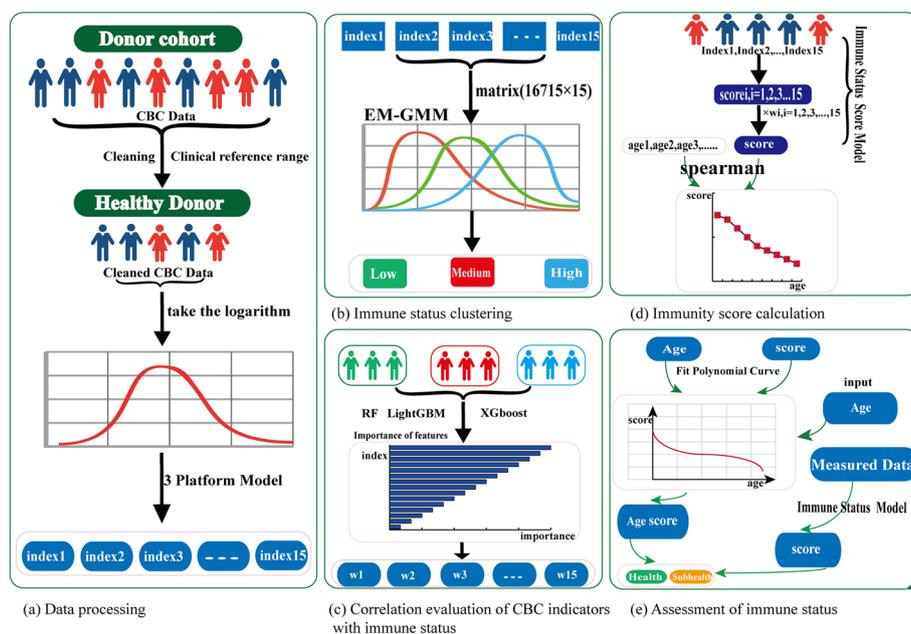 Donor cohort
CBC Data
Cleaning
Clinical reference range
Healthy Donor
Cleaned CBC Data
take the logarithm
3 Platform Model
index1 index2 index3 --- index15
(a) Data processing
index1 index2 index3 --- index15
matrix(16715×15)
EM-GMM
Low Medium High
(b) Immune status clustering
RF LightGBM XGboost
Importance of features
index
importance
w1 w2 w3 --- w15
(c) Correlation evaluation of CBC indicators
with immune status
Index1,Index2,...,Index15
scorei,i=1,2,3...15
×wi,i=1,2,3,...,15
Immune Status Score Model
age1,age2,age3,......
score
spearman
score
age
(d) Immunity score calculation
Age
score
Fit Polynomial Curve
input
Age
score
age
Measured Data
Immune Status Model
Age score
score
Health Subhealth
(e) Assessment of immune status